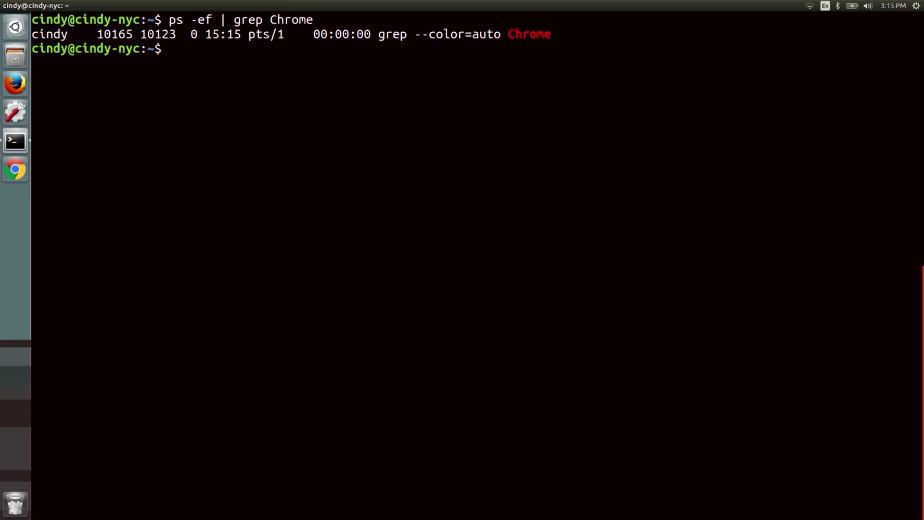 cindy@cindy-nyc: ~
En
3:15 PM
cindy@cindy-nyc:~$ ps -ef | grep Chrome
cindy    10165 10123  0 15:15 pts/1    00:00:00 grep --color=auto Chrome
cindy@cindy-nyc:~$